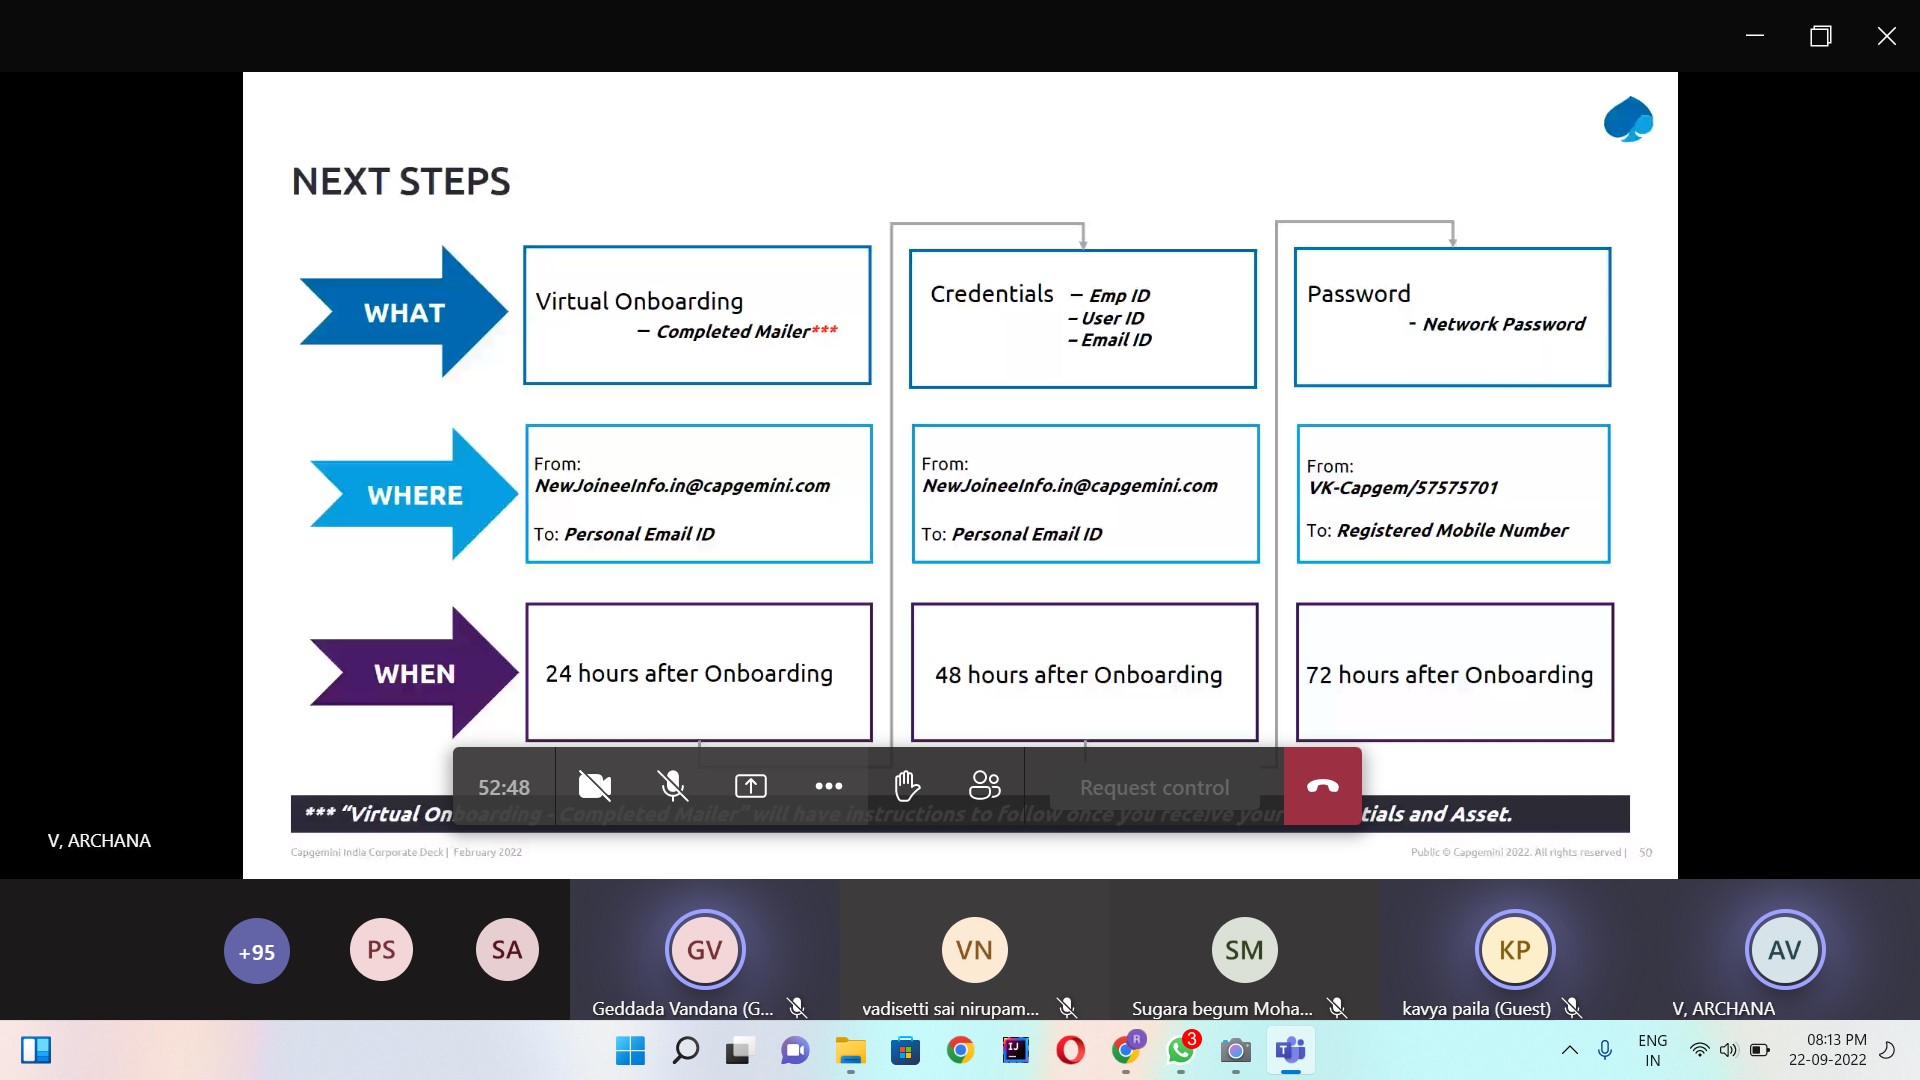 NEXT STEPS
WHAT
Virtual Onboarding
– Completed Mailer***
Credentials – Emp ID
– User ID
– Email ID
Password
- Network Password
WHERE
From:
NewJoineeInfo.in@capgemini.com
To: Personal Email ID
From:
NewJoineeInfo.in@capgemini.com
To: Personal Email ID
From:
VK-Capgem/57575701
To: Registered Mobile Number
WHEN
24 hours after Onboarding
48 hours after Onboarding
72 hours after Onboarding
52:48
Request control
*** “Virtual Onboarding - Completed Mailer” will have instructions to follow once you receive your tials and Asset.
Capgemini India Corporate Deck | February 2022
Public © Capgemini 2022. All rights reserved | 50
V, ARCHANA
+95
PS
SA
GV
VN
SM
KP
AV
Geddada Vandana (G...
vadisetti sai nirupam...
Sugara begum Moha...
kavya paila (Guest)
V, ARCHANA
IJ
R
3
T
ENG
IN
08:13 PM
22-09-2022